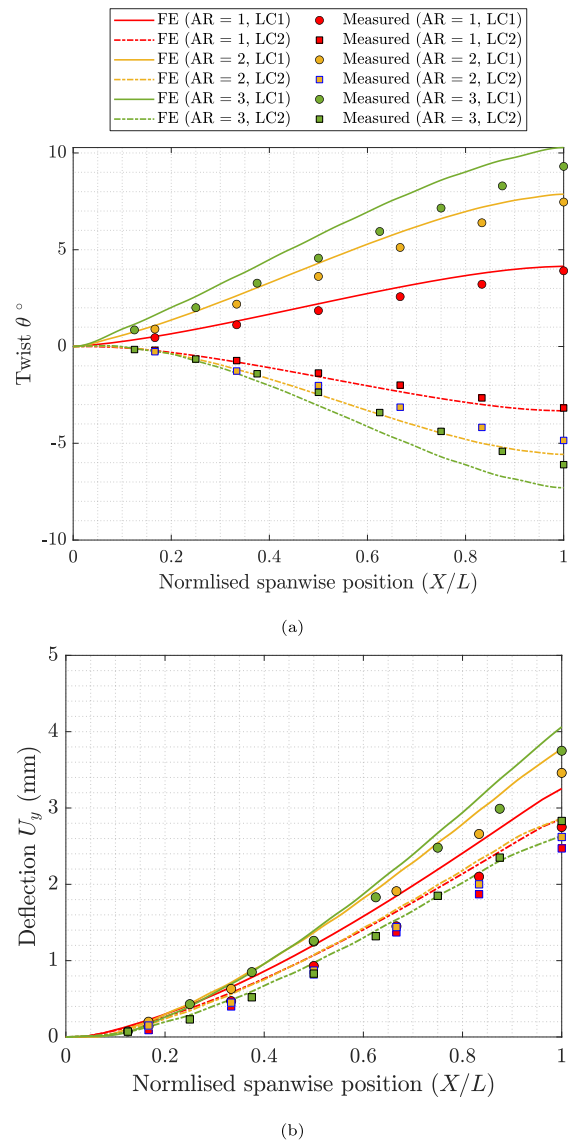 FE (AR = 1, LC1) Measured (AR = 1, LC1)
FE (AR = 1, LC2) Measured (AR = 1, LC2)
FE (AR = 2, LC1) Measured (AR = 2, LC1)
FE (AR = 2, LC2) Measured (AR = 2, LC2)
FE (AR = 3, LC1) Measured (AR = 3, LC1)
FE (AR = 3, LC2) Measured (AR = 3, LC2)
10
5
0
-5
-10
Twist θ °
0 0.2 0.4 0.6 0.8 1
Normlised spanwise position (X/L)
(a)
5
4
3
2
1
0
Deflection U_y (mm)
0 0.2 0.4 0.6 0.8 1
Normlised spanwise position (X/L)
(b)